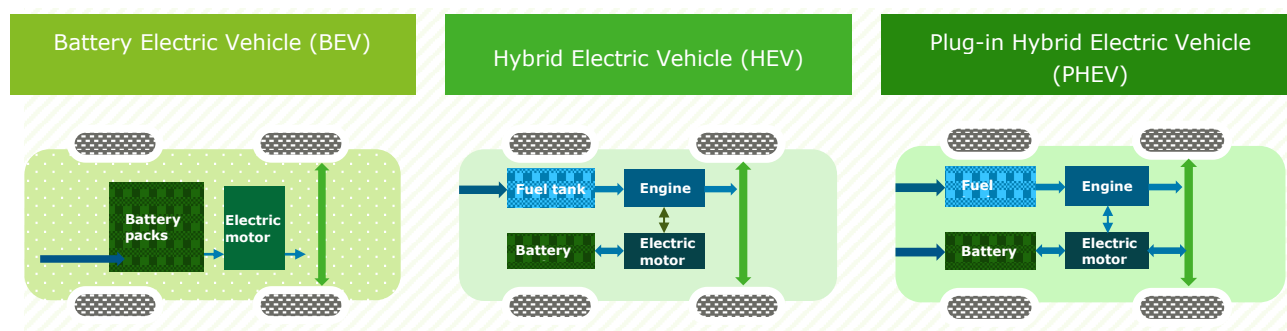 Battery Electric Vehicle (BEV)
Battery
packs
Electric
motor
Hybrid Electric Vehicle (HEV)
Fuel tank
Engine
Battery
Electric
motor
Plug-in Hybrid Electric Vehicle
(PHEV)
Fuel
Engine
Battery
Electric
motor